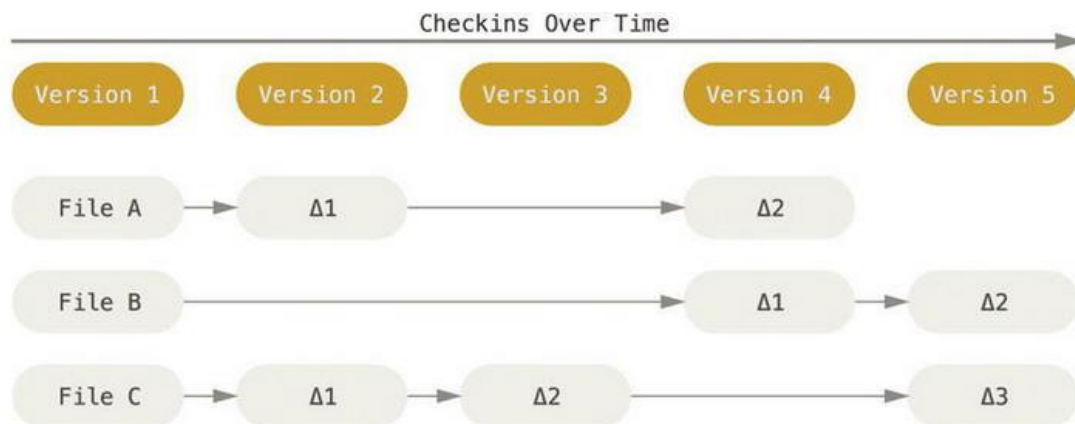 Checkins Over Time
Version 1 Version 2 Version 3 Version 4 Version 5
File A Δ1 Δ2
File B Δ1 Δ2
File C Δ1 Δ2 Δ3